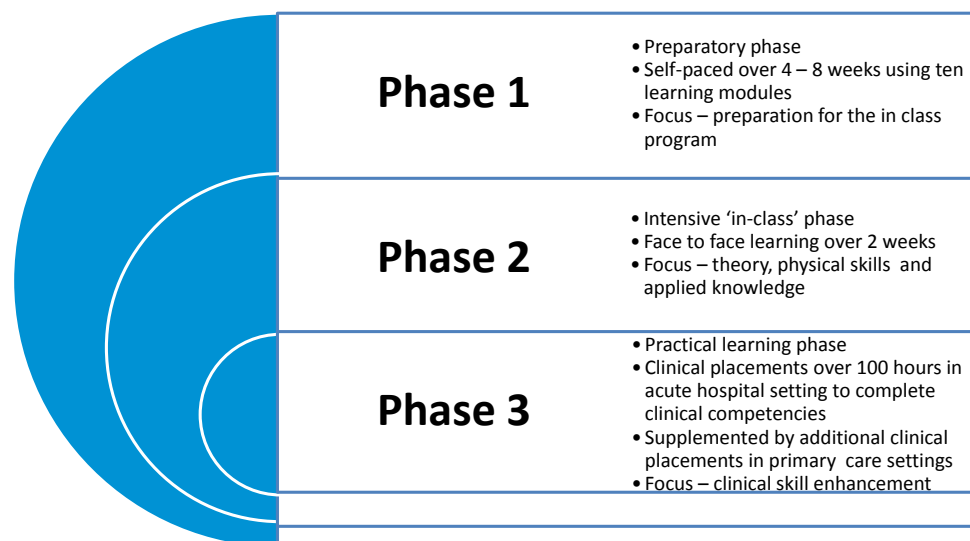 Phase 1
• Preparatory phase
• Self-paced over 4 – 8 weeks using ten
learning modules
• Focus – preparation for the in class
program
Phase 2
• Intensive ‘in-class’ phase
• Face to face learning over 2 weeks
• Focus – theory, physical skills and
applied knowledge
Phase 3
• Practical learning phase
• Clinical placements over 100 hours in
acute hospital setting to complete
clinical competencies
• Supplemented by additional clinical
placements in primary care settings
• Focus – clinical skill enhancement